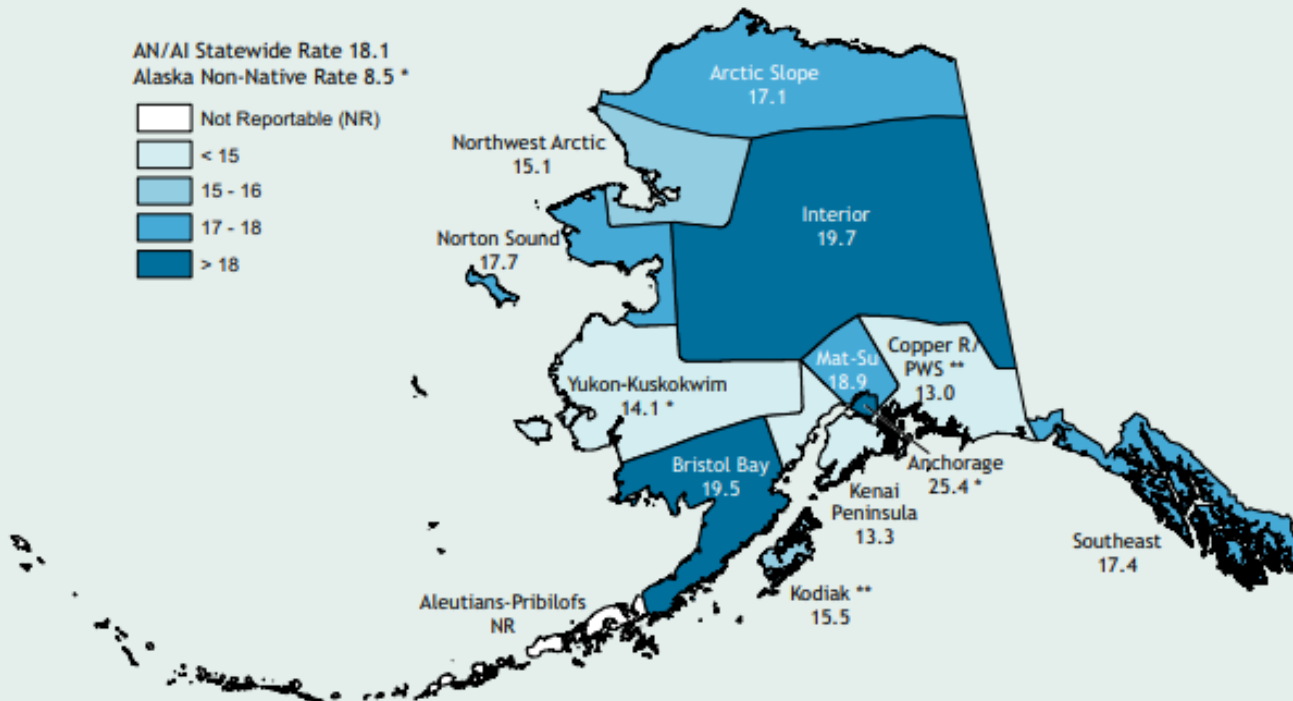 AN/AI Statewide Rate 18.1
Alaska Non-Native Rate 8.5 *
Not Reportable (NR)
< 15
15 - 16
17 - 18
> 18
Arctic Slope
17.1
Northwest Arctic
15.1
Interior
19.7
Norton Sound
17.7
Mat-Su
18.9
Copper R/
PWS **
13.0
Yukon-Kuskokwim
14.1 *
Bristol Bay
19.5
Anchorage
25.4 *
Kenai
Peninsula
13.3
Southeast
17.4
Kodiak **
15.5
Aleutians-Pribilofs
NR